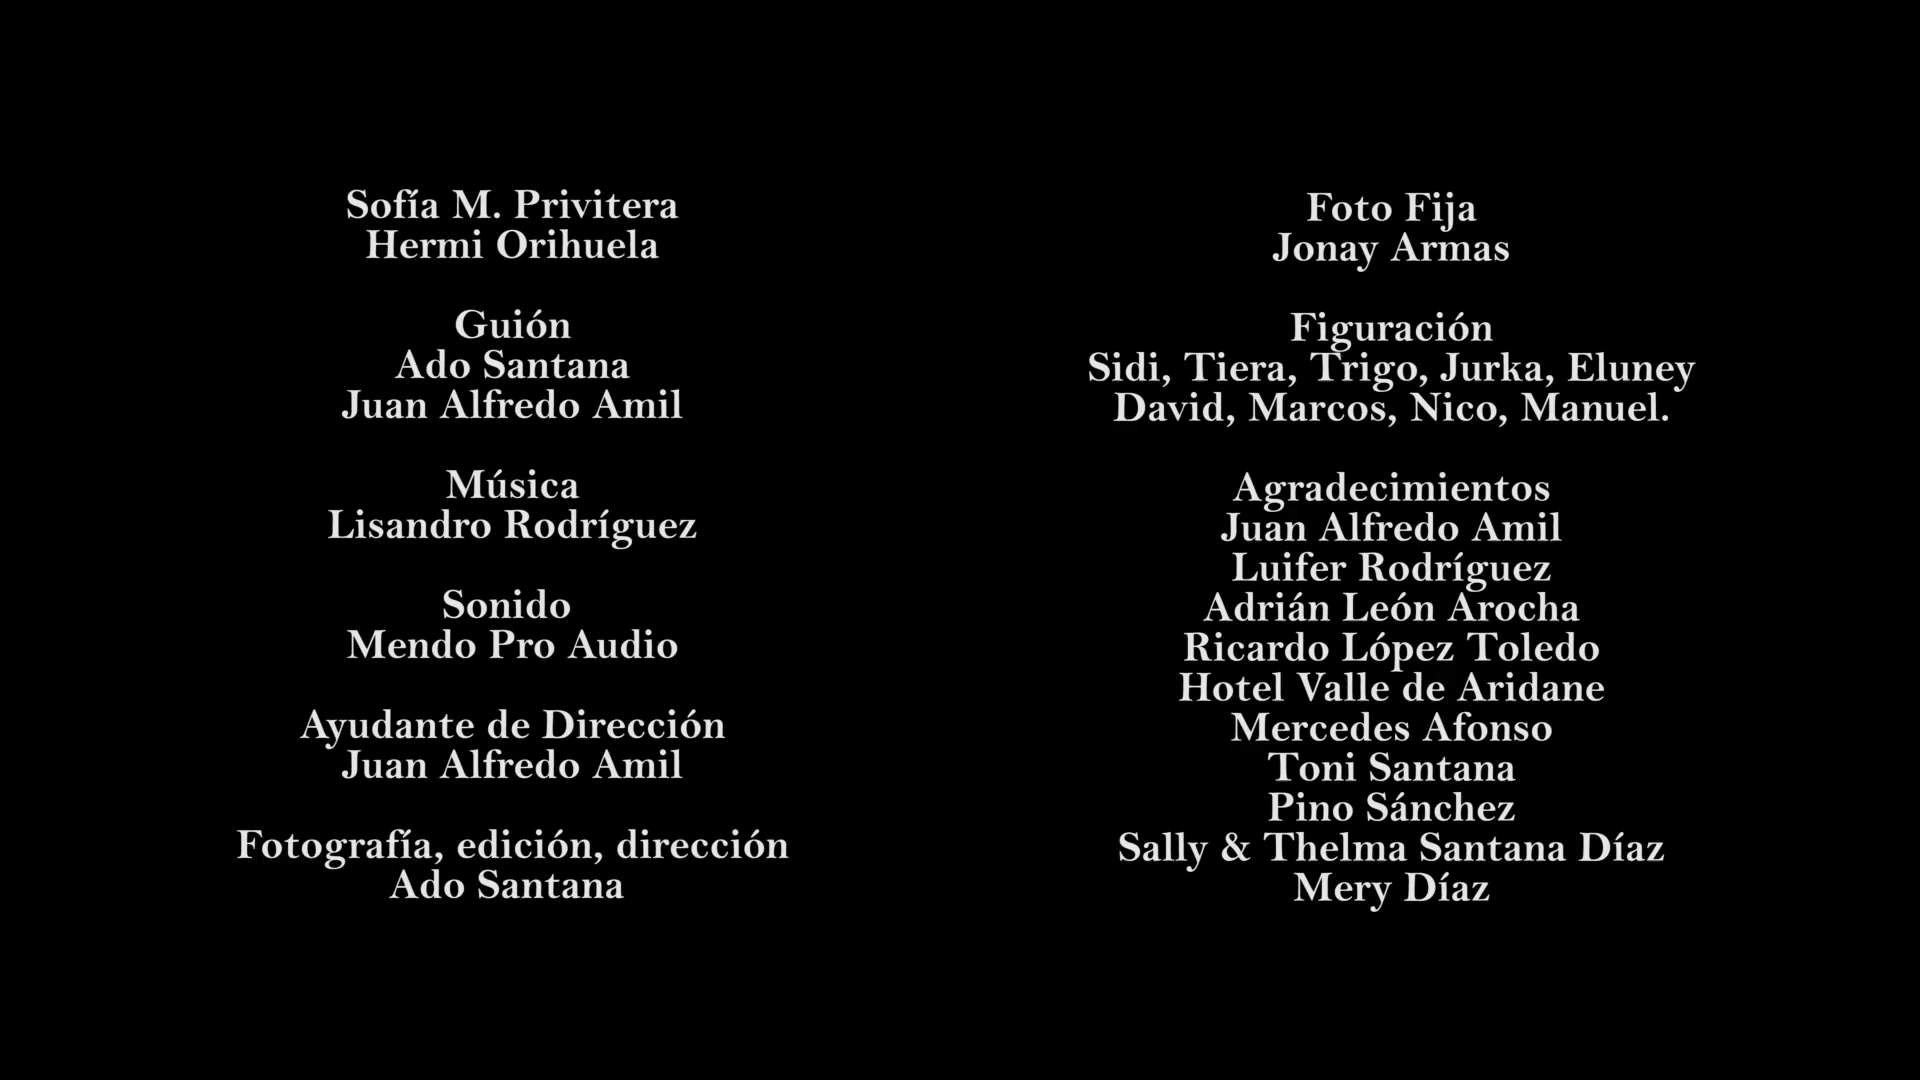 Sofía M. Privitera
Hermi Orihuela
Guión
Ado Santana
Juan Alfredo Amil
Música
Lisandro Rodríguez
Sonido
Mendo Pro Audio
Ayudante de Dirección
Juan Alfredo Amil
Fotografía, edición, dirección
Ado Santana
Foto Fija
Jonay Armas
Figuración
Sidi, Tiera, Trigo, Jurka, Eluney
David, Marcos, Nico, Manuel.
Agradecimientos
Juan Alfredo Amil
Luifer Rodríguez
Adrián León Arocha
Ricardo López Toledo
Hotel Valle de Aridane
Mercedes Afonso
Toni Santana
Pino Sánchez
Sally & Thelma Santana Díaz
Mery Díaz